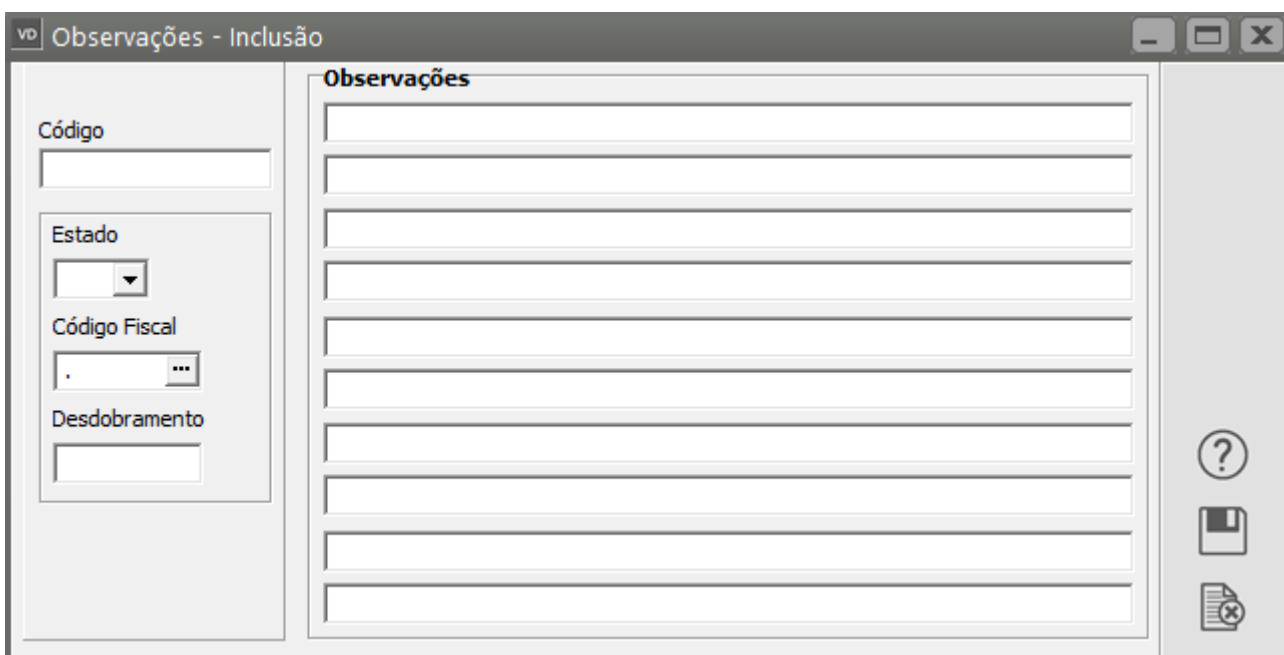 VD Observações - Inclusão
Código
Estado
Código Fiscal
.
...
Desdobramento
Observações
?